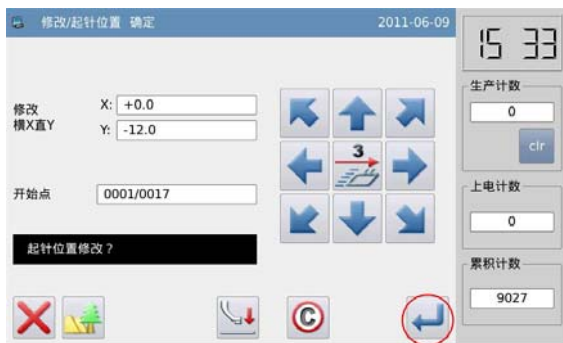 修改/起针位置 确定 2011-06-09
15 33
修改
横X直Y
X: +0.0
Y: -12.0
3
开始点 0001/0017
起针位置修改？
C
生产计数
0
clr
上电计数
0
累积计数
9027